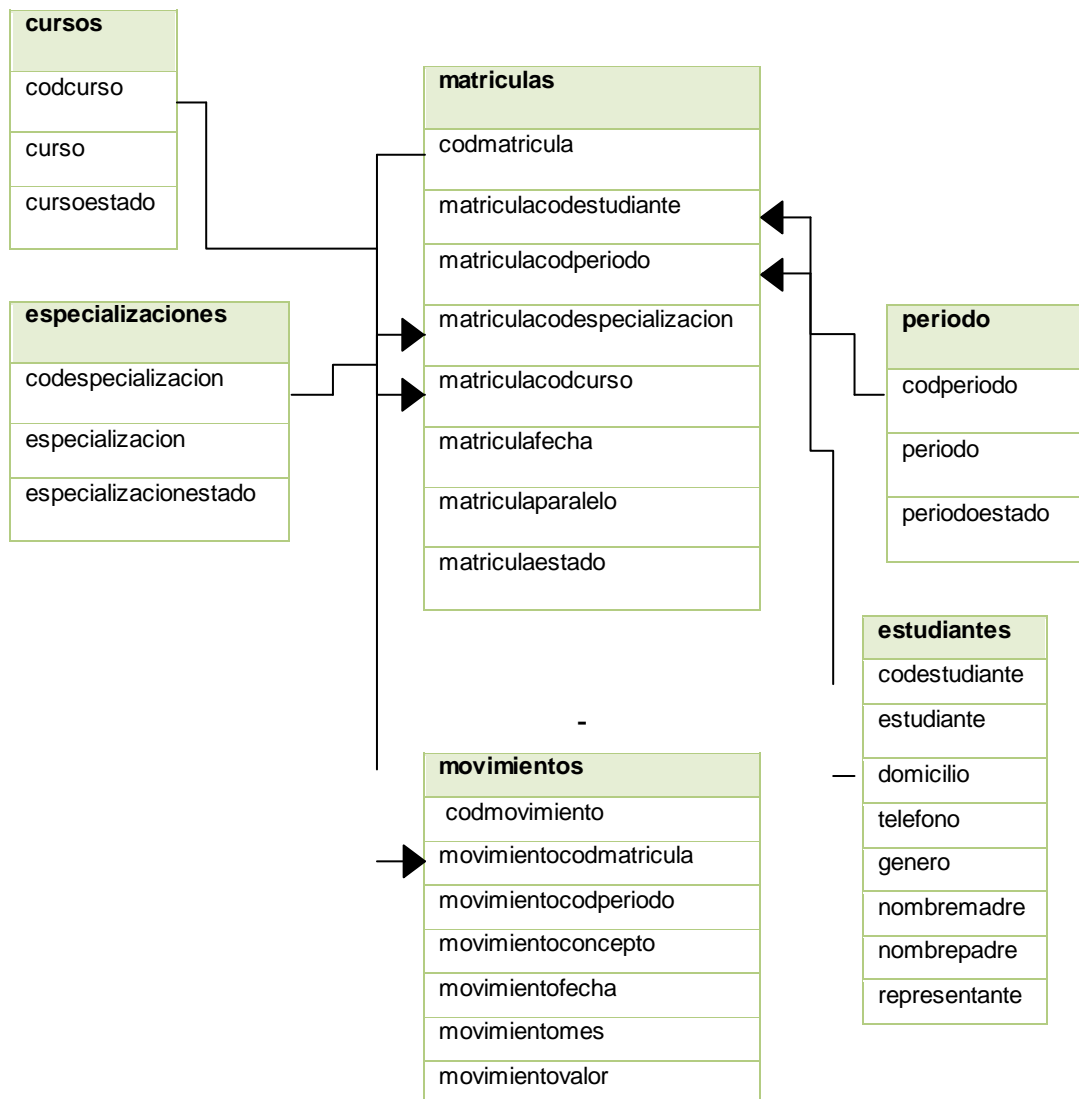 cursos
codcurso
curso
cursoestado
especializaciones
codespecializacion
especializacion
especializacionestado
matriculas
codmatricula
matriculacodestudiante
matriculacodperiodo
matriculacodespecializacion
matriculacodcurso
matriculafecha
matriculaparalelo
matriculaestado
periodo
codperiodo
periodo
periodoestado
estudiantes
codestudiante
estudiante
domicilio
telefono
genero
nombremadre
nombrepadre
representante
-
movimientos
codmovimiento
movimientocodmatricula
movimientocodperiodo
movimientoconcepto
movimientofecha
movimientomes
movimientovalor